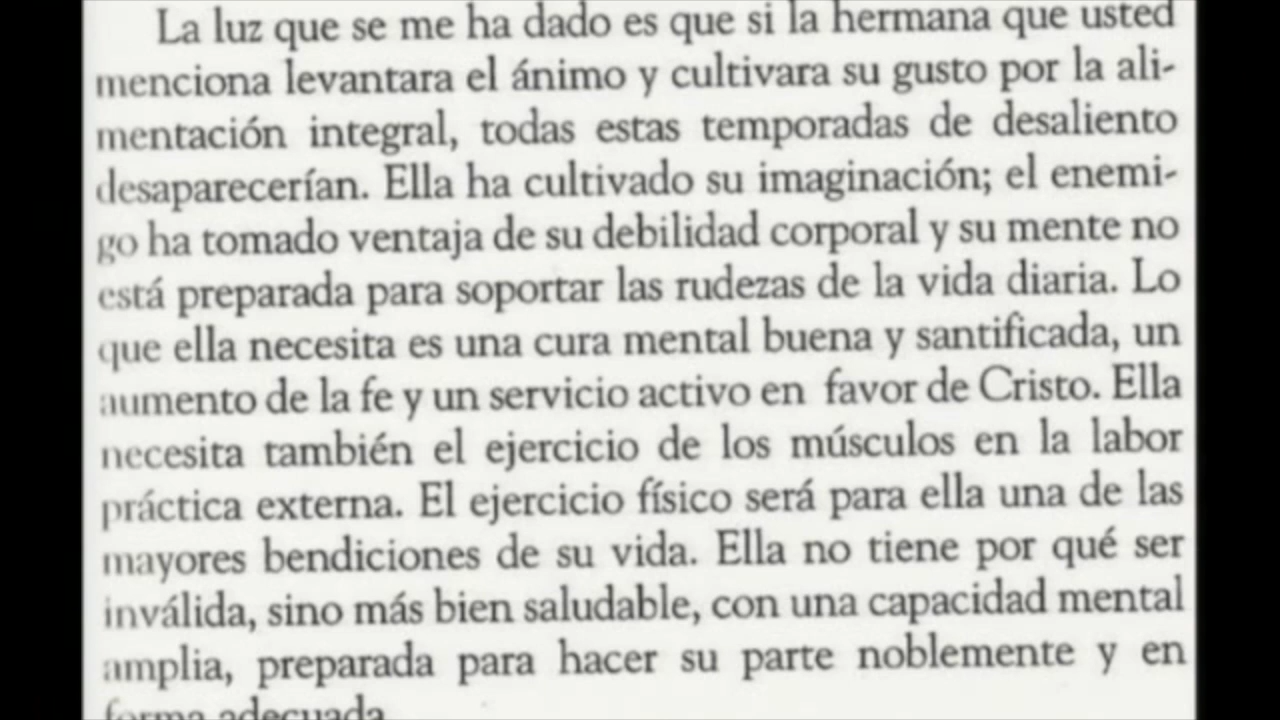 La luz que se me ha dado es que si la hermana que usted
menciona levantara el ánimo y cultivara su gusto por la ali-
mentación integral, todas estas temporadas de desaliento
desaparecerían. Ella ha cultivado su imaginación; el enemi-
go ha tomado ventaja de su debilidad corporal y su mente no
está preparada para soportar las rudezas de la vida diaria. Lo
que ella necesita es una cura mental buena y santificada, un
aumento de la fe y un servicio activo en favor de Cristo. Ella
necesita también el ejercicio de los músculos en la labor
práctica externa. El ejercicio físico será para ella una de las
mayores bendiciones de su vida. Ella no tiene por qué ser
inválida, sino más bien saludable, con una capacidad mental
amplia, preparada para hacer su parte noblemente y en
forma adecuada.